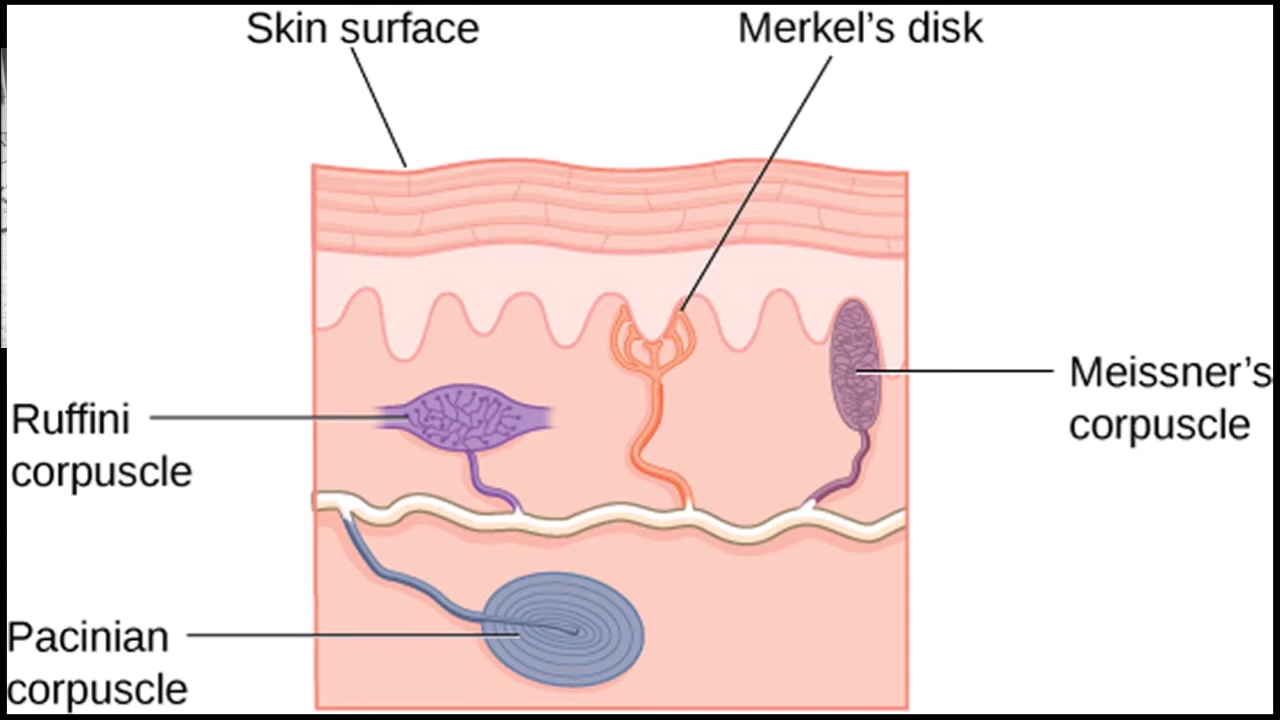 Skin surface
Merkel’s disk
Meissner’s
corpuscle
Ruffini
corpuscle
Pacinian
corpuscle